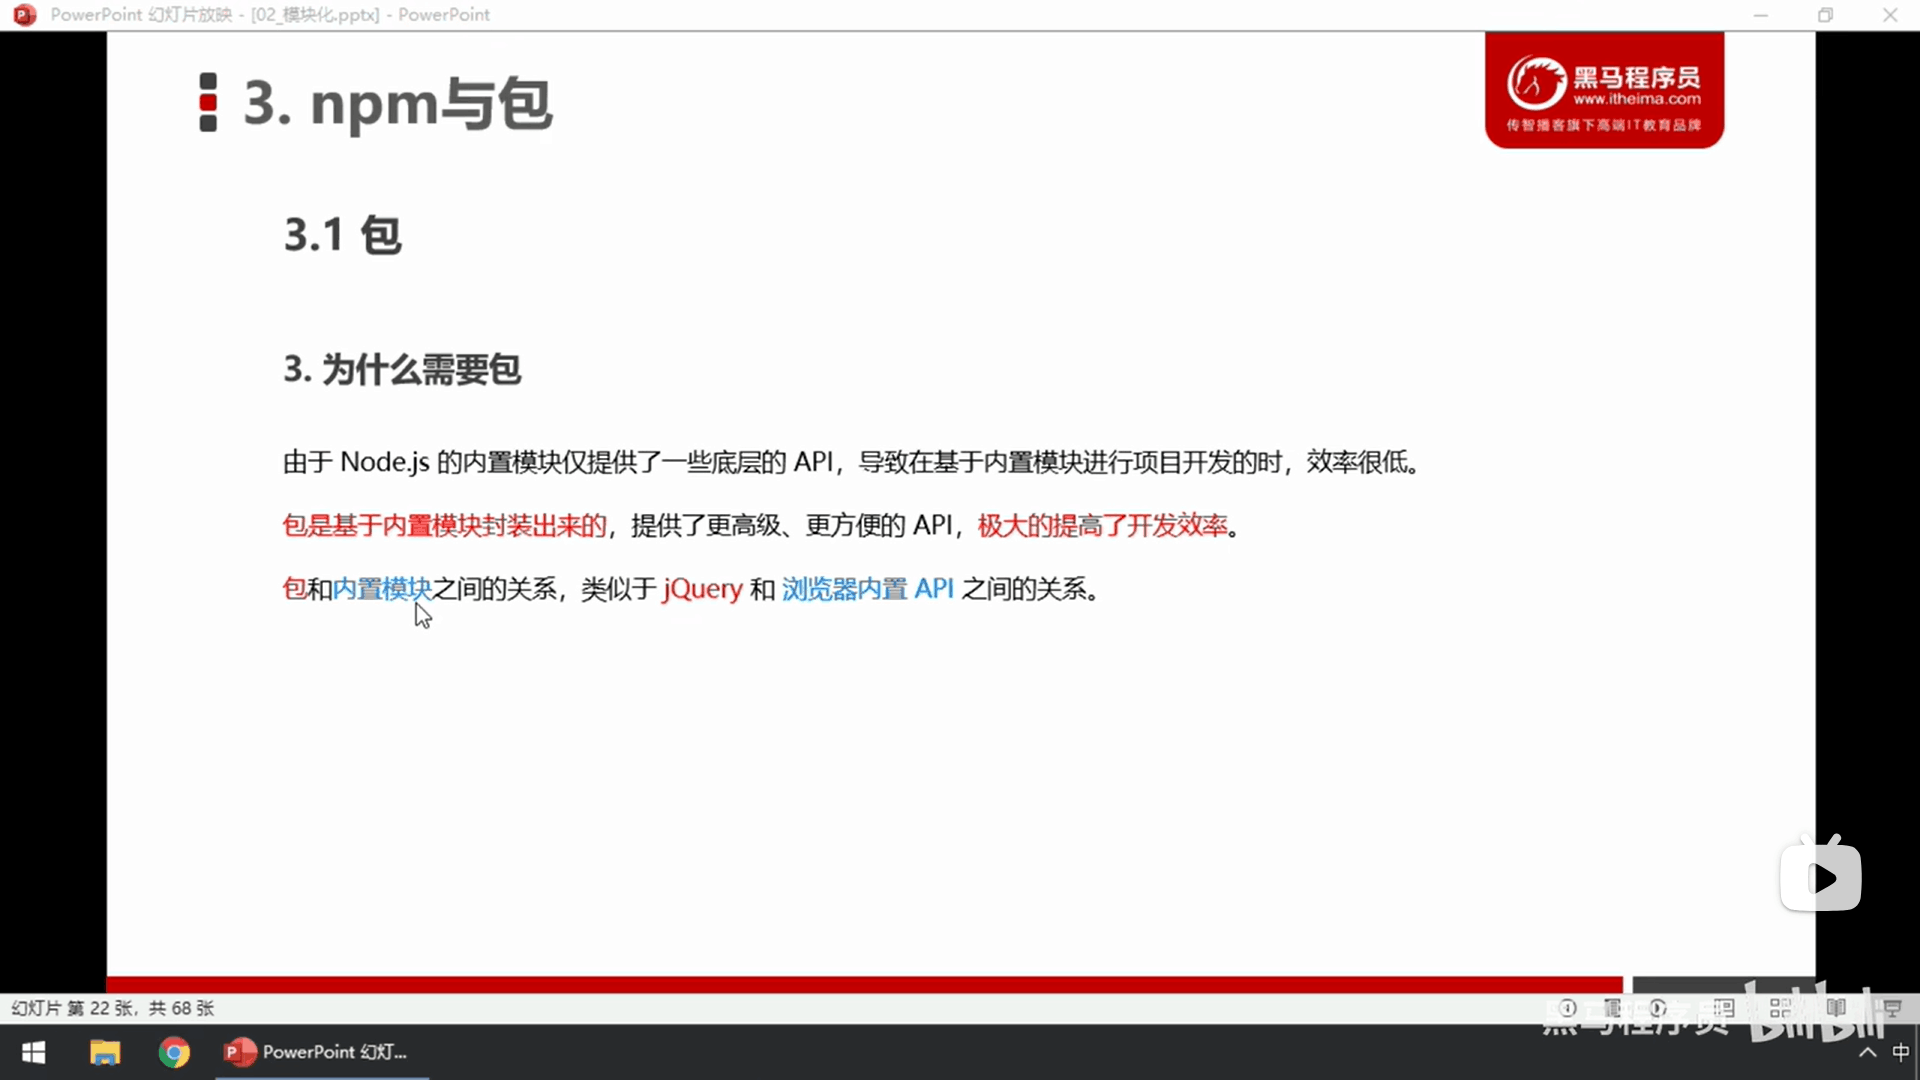 PowerPoint 幻灯片放映 - [02_模块化.pptx] - PowerPoint
3. npm与包
黑马程序员
www.itheima.com
传智播客旗下高端IT教育品牌
3.1 包
3. 为什么需要包
由于 Node.js 的内置模块仅提供了一些底层的 API，导致在基于内置模块进行项目开发的时，效率很低。
包是基于内置模块封装出来的，提供了更高级、更方便的 API，极大的提高了开发效率。
包和内置模块之间的关系，类似于 jQuery 和 浏览器内置 API 之间的关系。
幻灯片 第 22 张，共 68 张
黑马程序员 bilibili
PowerPoint 幻灯...
中